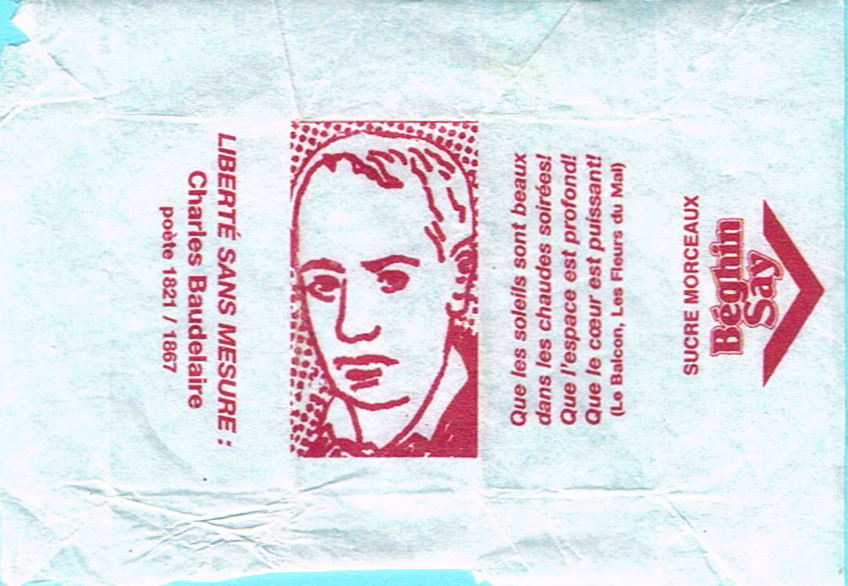 LIBERTÉ SANS MESURE :
Charles Baudelaire
poète 1821 / 1867
Que les soleils sont beaux
dans les chaudes soirées!
Que l'espace est profond!
Que le cœur est puissant!
(Le Balcon, Les Fleurs du Mal)
SUCRE MORCEAUX
Béghin
Say